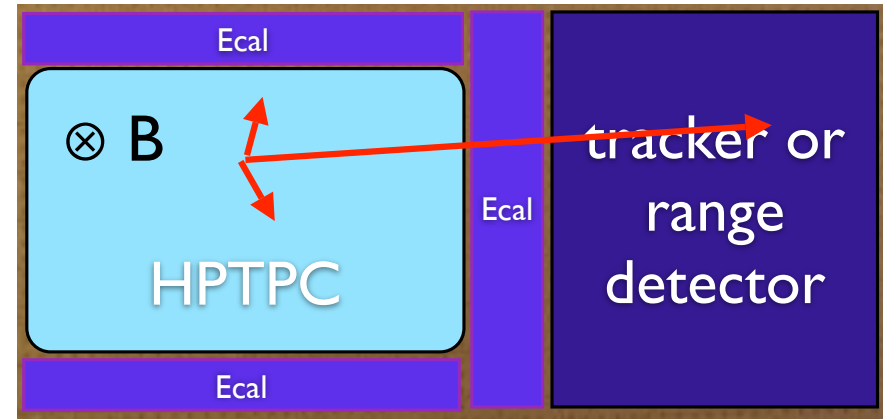 Ecal
⊗ B
HPTPC
Ecal
Ecal
tracker or
range
detector